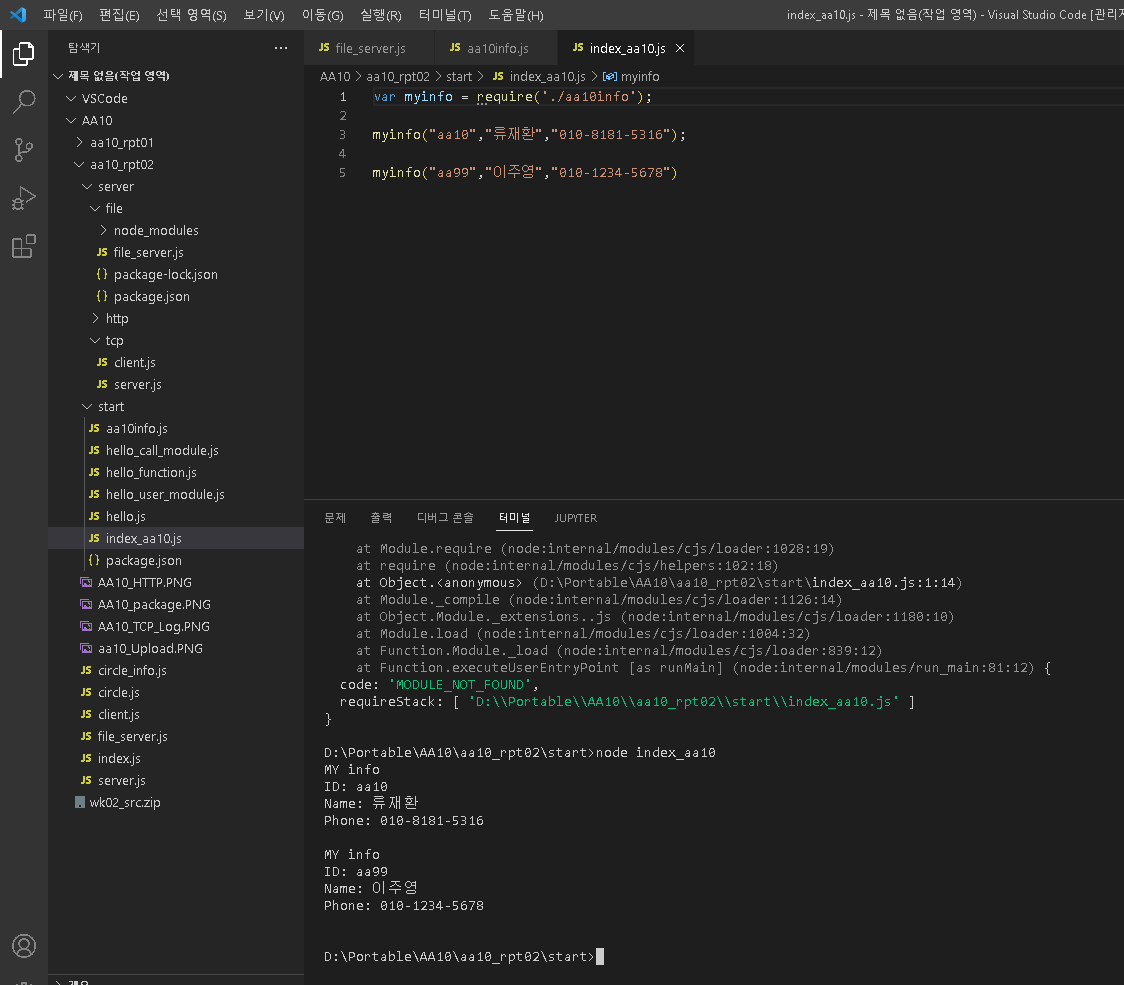 파일(F) 편집(E) 선택 영역(S) 보기(V) 이동(G) 실행(R) 터미널(T) 도움말(H) index_aa10.js - 제목 없음(작업 영역) - Visual Studio Code [관리자
탐색기 ···
제목 없음(작업 영역)
VSCode
AA10
aa10_rpt01
aa10_rpt02
server
file
node_modules
JS file_server.js
{} package-lock.json
{} package.json
http
tcp
JS client.js
JS server.js
start
JS aa10info.js
JS hello_call_module.js
JS hello_function.js
JS hello_user_module.js
JS hello.js
JS index_aa10.js
{} package.json
AA10_HTTP.PNG
AA10_package.PNG
AA10_TCP_Log.PNG
aa10_Upload.PNG
JS circle_info.js
JS circle.js
JS client.js
JS file_server.js
JS index.js
JS server.js
wk02_src.zip
JS file_server.js JS aa10info.js JS index_aa10.js ×
AA10 > aa10_rpt02 > start > JS index_aa10.js > myinfo
1 var myinfo = require('./aa10info');
2
3 myinfo("aa10","류재환","010-8181-5316");
4
5 myinfo("aa99","이주영","010-1234-5678")
문제 출력 디버그 콘솔 터미널 JUPYTER
at Module.require (node:internal/modules/cjs/loader:1028:19)
at require (node:internal/modules/cjs/helpers:102:18)
at Object.<anonymous> (D:\Portable\AA10\aa10_rpt02\start\index_aa10.js:1:14)
at Module._compile (node:internal/modules/cjs/loader:1126:14)
at Object.Module._extensions..js (node:internal/modules/cjs/loader:1180:10)
at Module.load (node:internal/modules/cjs/loader:1004:32)
at Function.Module._load (node:internal/modules/cjs/loader:839:12)
at Function.executeUserEntryPoint [as runMain] (node:internal/modules/run_main:81:12) {
code: 'MODULE_NOT_FOUND',
requireStack: [ 'D:\\Portable\\AA10\\aa10_rpt02\\start\\index_aa10.js' ]
}
D:\Portable\AA10\aa10_rpt02\start>node index_aa10
MY info
ID: aa10
Name: 류재환
Phone: 010-8181-5316
MY info
ID: aa99
Name: 이주영
Phone: 010-1234-5678
D:\Portable\AA10\aa10_rpt02\start>